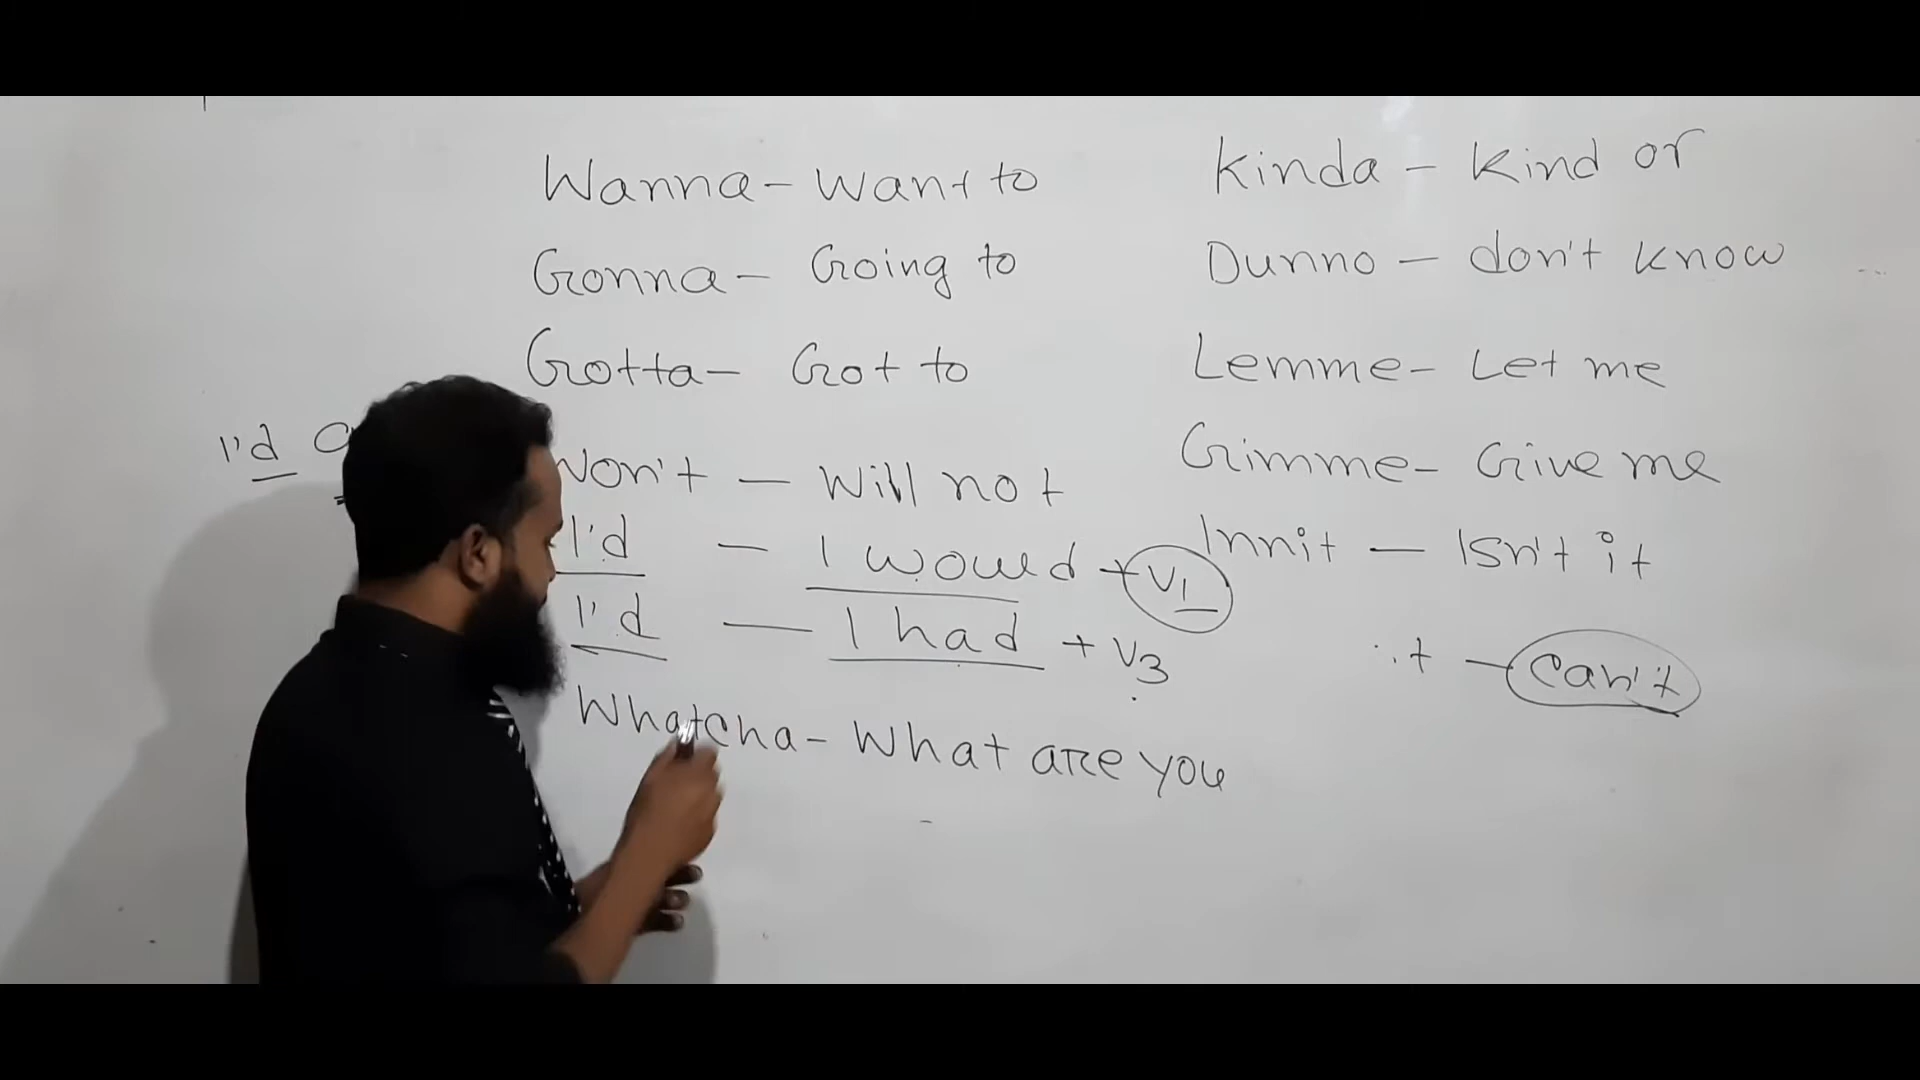 Wanna - want to
Gonna - Going to
Gotta - Got to
I'd
Won't - Will not
I'd - I would + V1
I'd - I had + V3
Whatcha - What are you
Kinda - Kind of
Dunno - don't know
Lemme - Let me
Gimme - Give me
Innit - Isn't it
- Can't